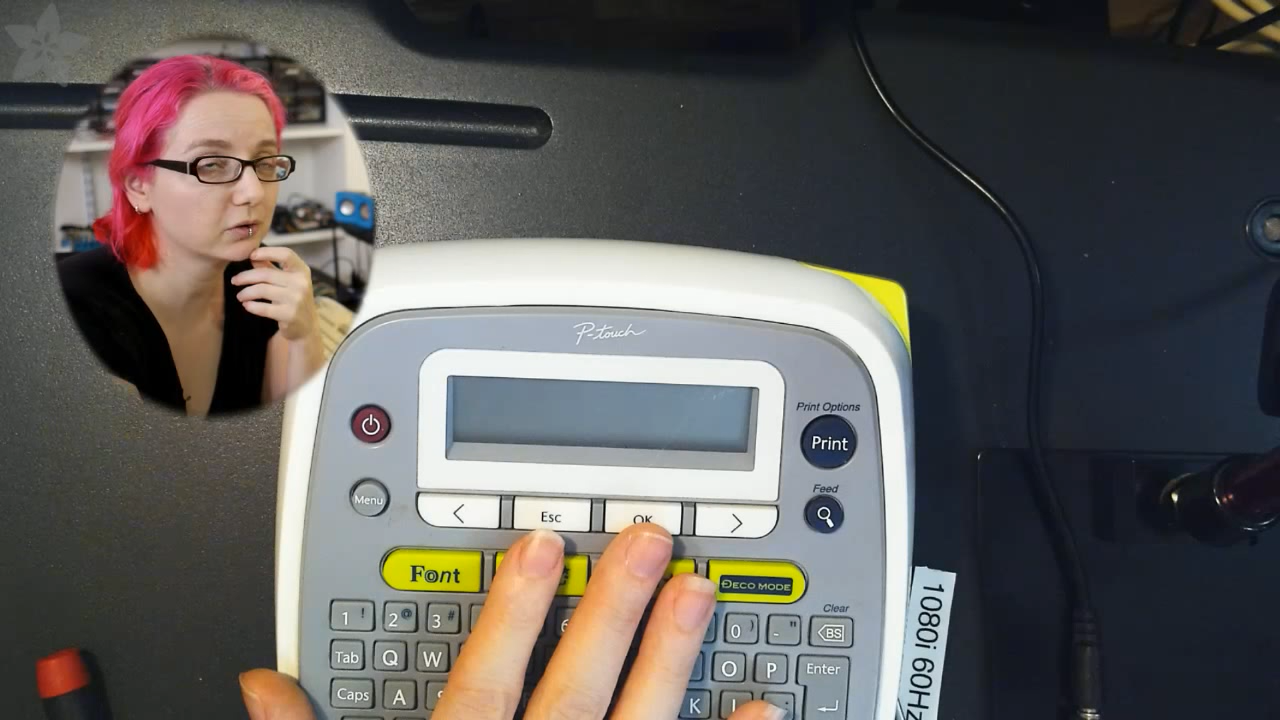 P-touch
Print Options
Print
Menu
Feed
<
Esc
OK
>
Font
DECO MODE
Clear
1 !
2 @
3 #
0 )
- "
BS
Tab
Q
W
O
P
Enter
Caps
A
K
1080i 60Hz